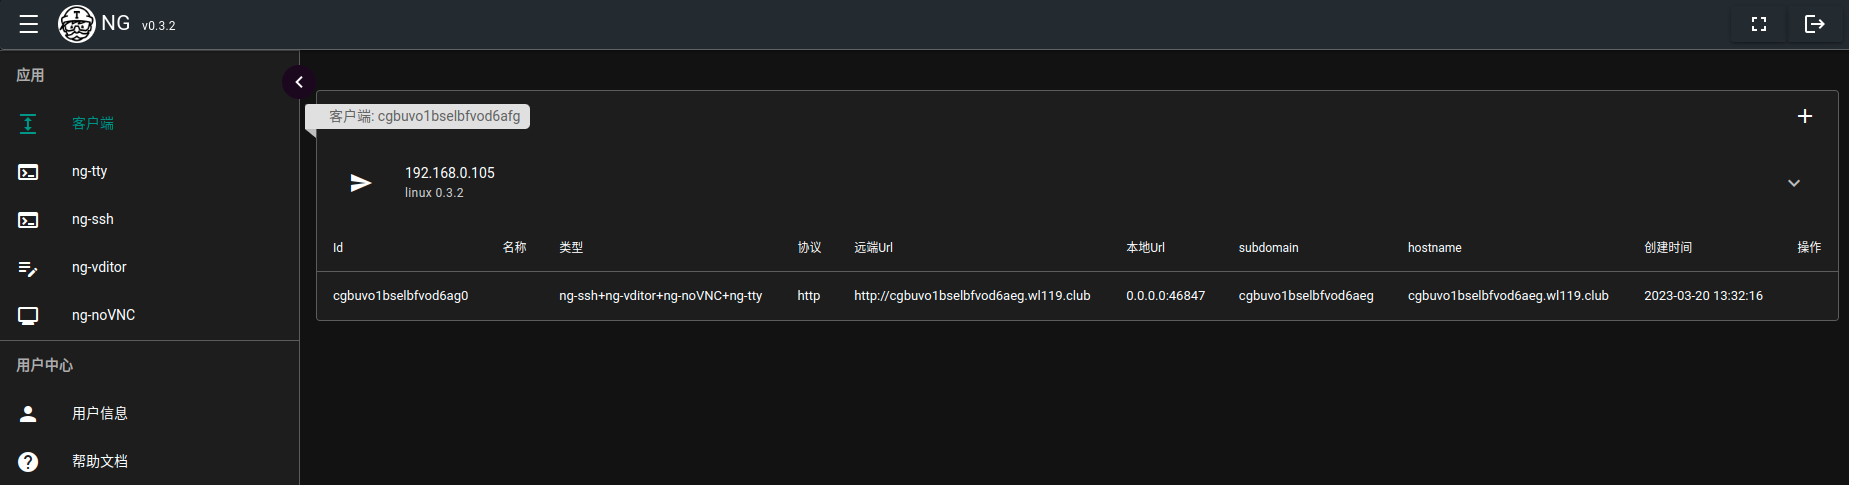 NG v0.3.2
应用
客户端
ng-tty
ng-ssh
ng-vditor
ng-noVNC
用户中心
用户信息
帮助文档
客户端: cgbuvo1bselbfvod6afg
192.168.0.105
linux 0.3.2
Id 名称 类型 协议 远端Url 本地Url subdomain hostname 创建时间 操作
cgbuvo1bselbfvod6ag0 ng-ssh+ng-vditor+ng-noVNC+ng-tty http http://cgbuvo1bselbfvod6aeg.wl119.club 0.0.0.0:46847 cgbuvo1bselbfvod6aeg cgbuvo1bselbfvod6aeg.wl119.club 2023-03-20 13:32:16